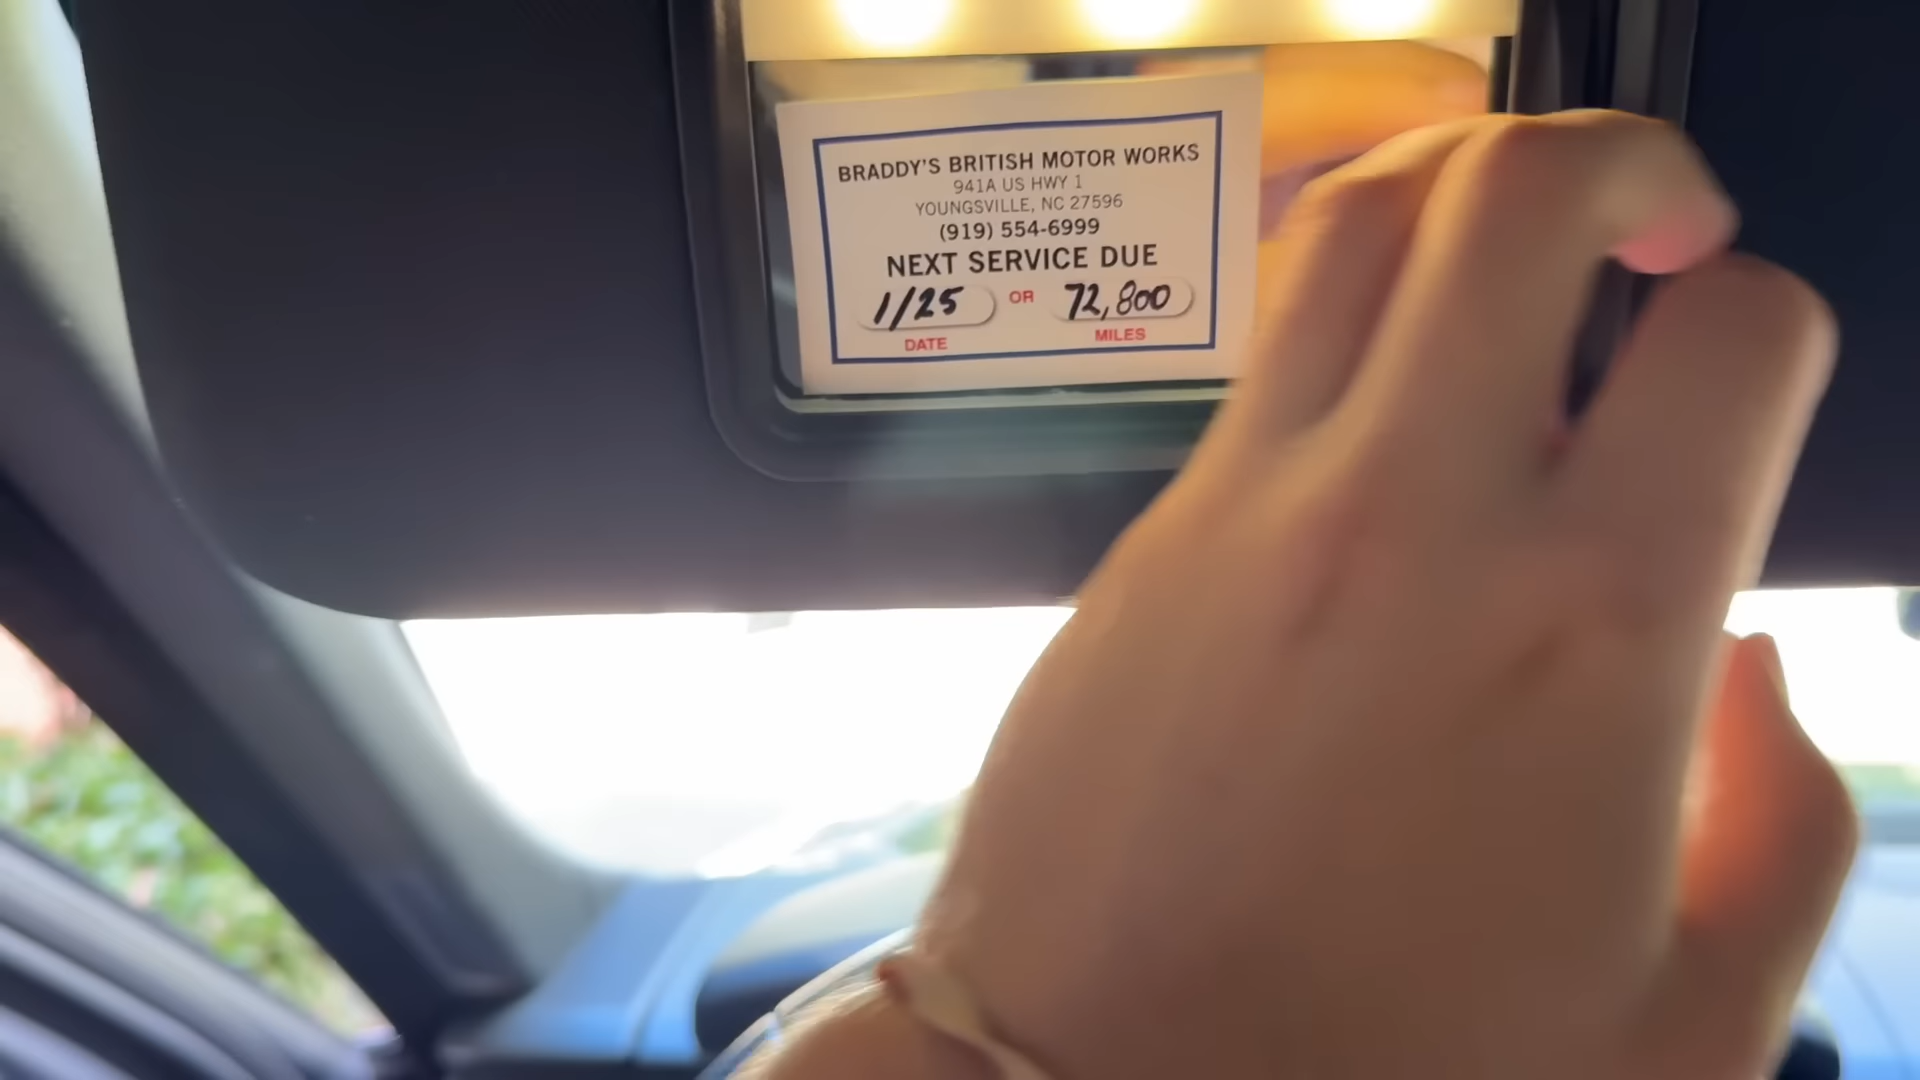 BRADDY'S BRITISH MOTOR WORKS
941A US HWY 1
YOUNGSVILLE, NC 27596
(919) 554-6999
NEXT SERVICE DUE
1/25 OR 72,800
DATE MILES